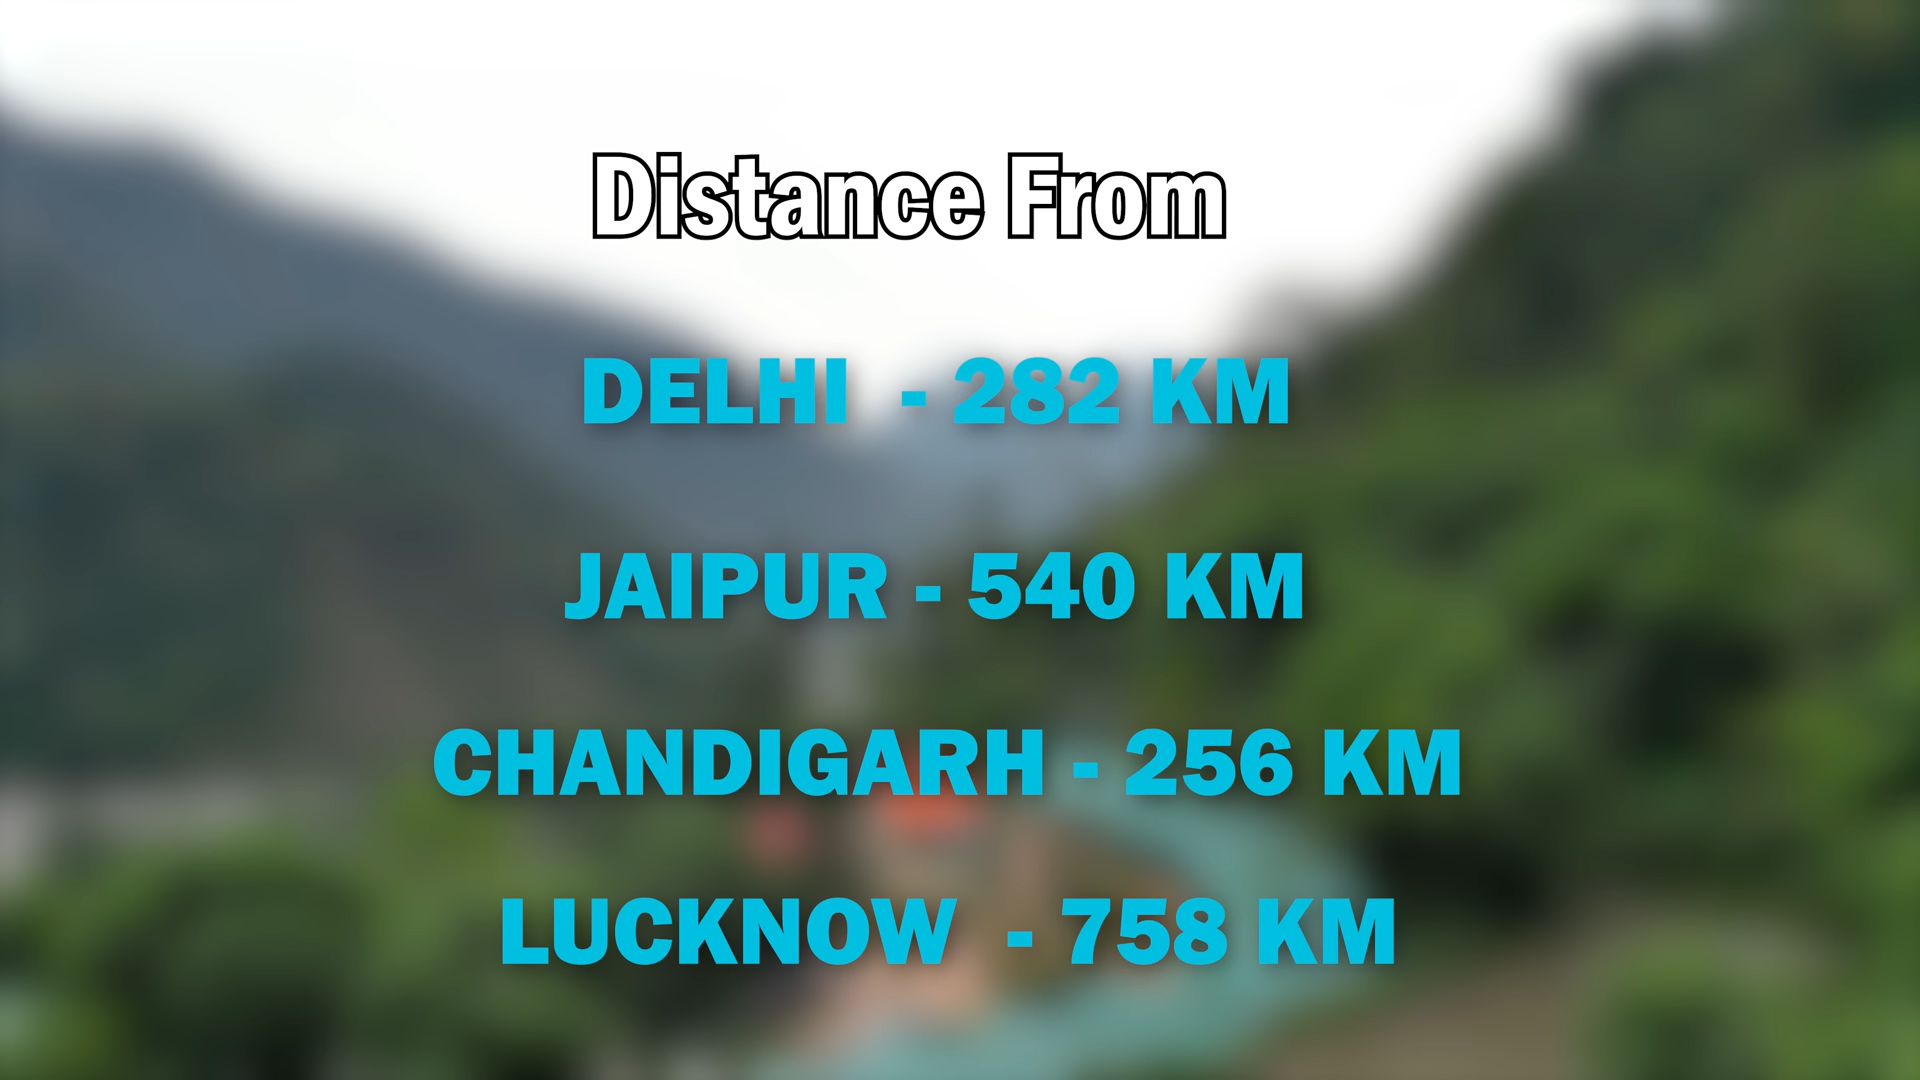 Distance From
DELHI - 282 KM
JAIPUR - 540 KM
CHANDIGARH - 256 KM
LUCKNOW - 758 KM